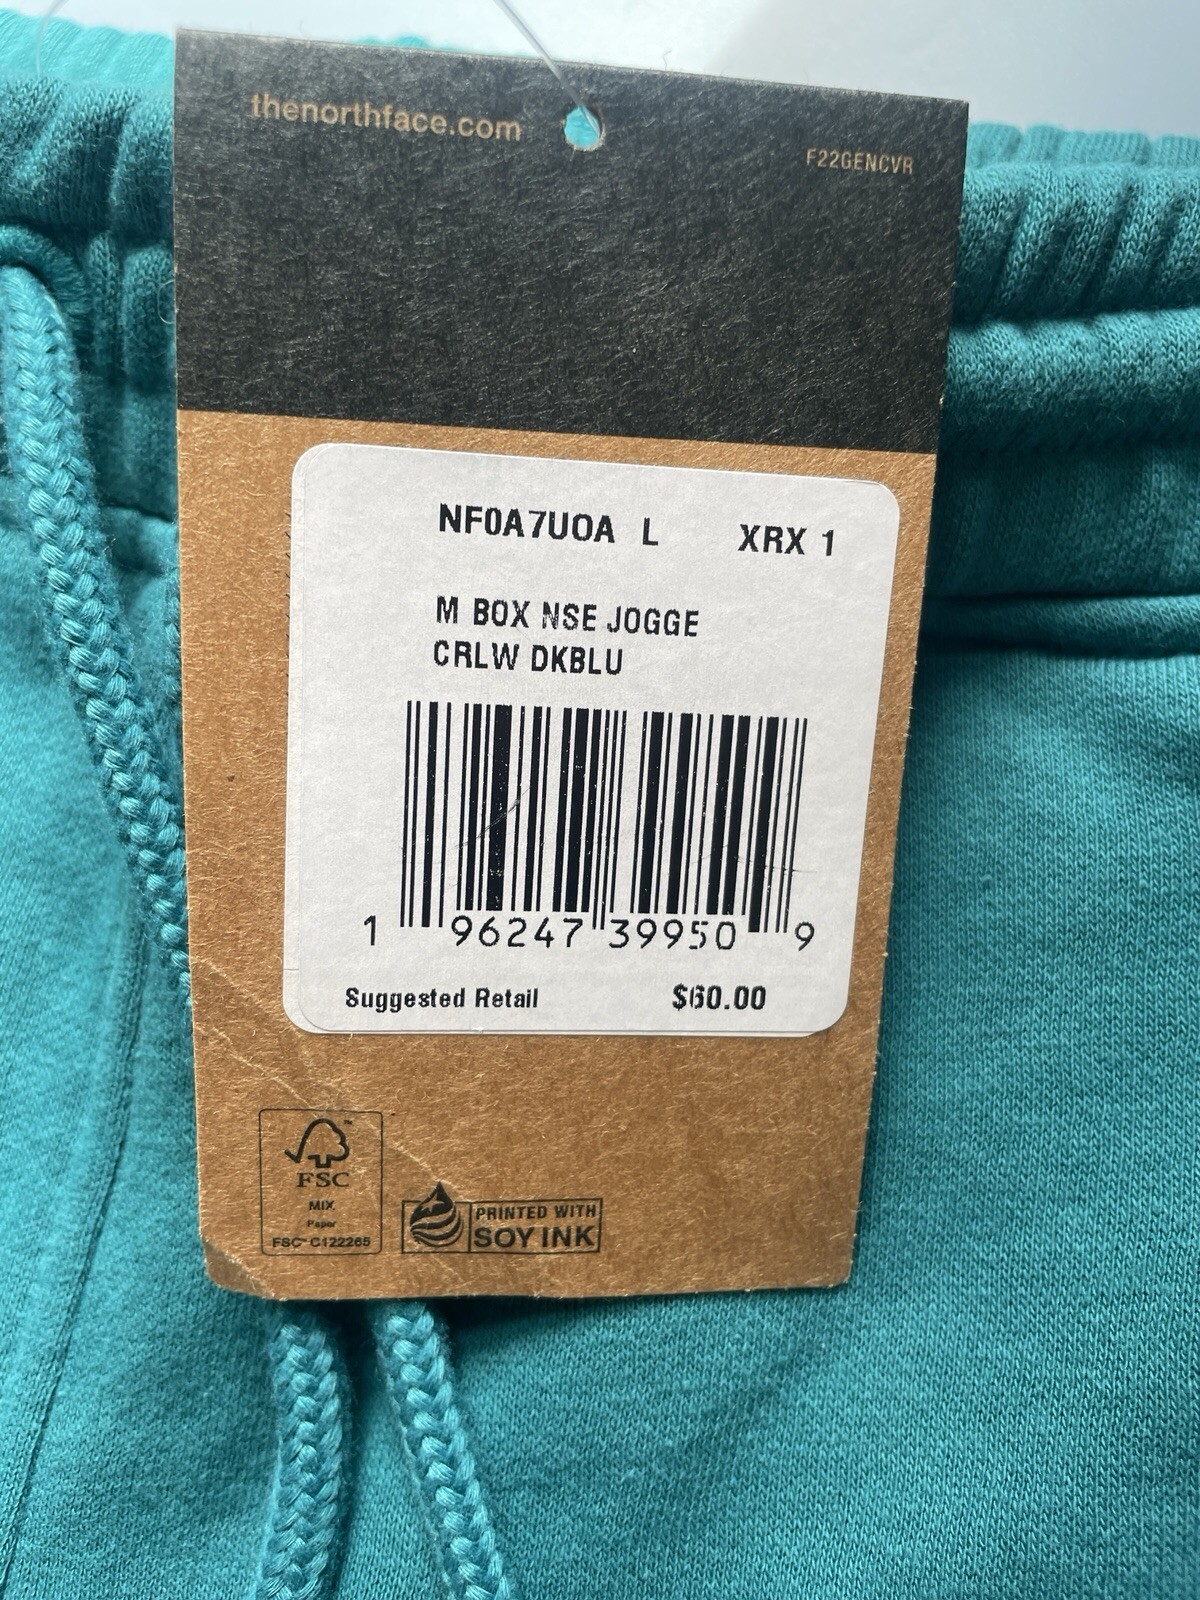 thenorthface.com
F22GENCVR
NF0A7UOA L XRX 1
M BOX NSE JOGGE
CRLW DKBLU
1 96247 39950 9
Suggested Retail $60.00
FSC
MIX
Paper
FSC™ C122265
PRINTED WITH
SOY INK